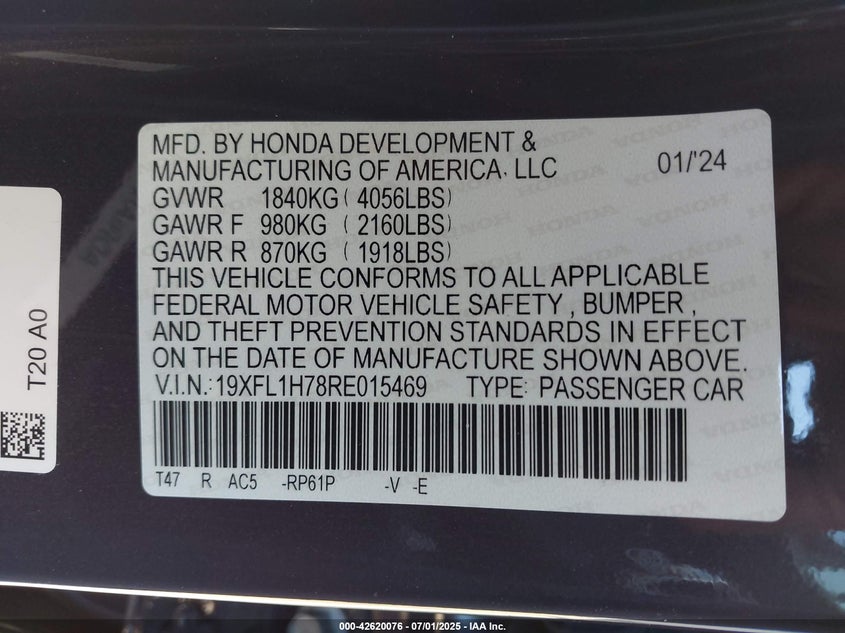 MFD. BY HONDA DEVELOPMENT &
MANUFACTURING OF AMERICA, LLC 01/'24
GVWR 1840KG ( 4056LBS)
GAWR F 980KG ( 2160LBS)
GAWR R 870KG ( 1918LBS)
THIS VEHICLE CONFORMS TO ALL APPLICABLE
FEDERAL MOTOR VEHICLE SAFETY , BUMPER ,
AND THEFT PREVENTION STANDARDS IN EFFECT
ON THE DATE OF MANUFACTURE SHOWN ABOVE.
V.I.N.:19XFL1H78RE015469 TYPE: PASSENGER CAR
T47 R AC5 -RP61P -V -E
T20 A0
000-42620076 - 07/01/2025 - IAA Inc.